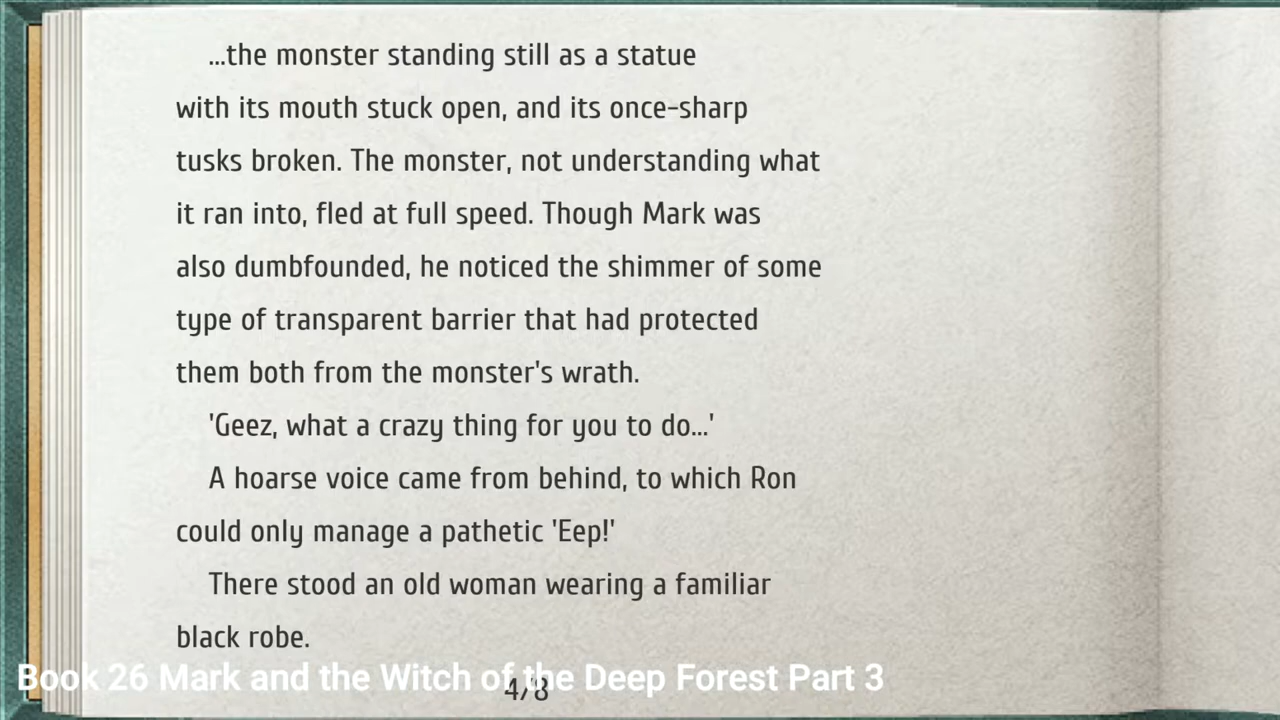 ...the monster standing still as a statue
with its mouth stuck open, and its once-sharp
tusks broken. The monster, not understanding what
it ran into, fled at full speed. Though Mark was
also dumbfounded, he noticed the shimmer of some
type of transparent barrier that had protected
them both from the monster's wrath.
'Geez, what a crazy thing for you to do...'
A hoarse voice came from behind, to which Ron
could only manage a pathetic 'Eep!'
There stood an old woman wearing a familiar
black robe.
Book 26 Mark and the Witch of the Deep Forest Part 3
4/8